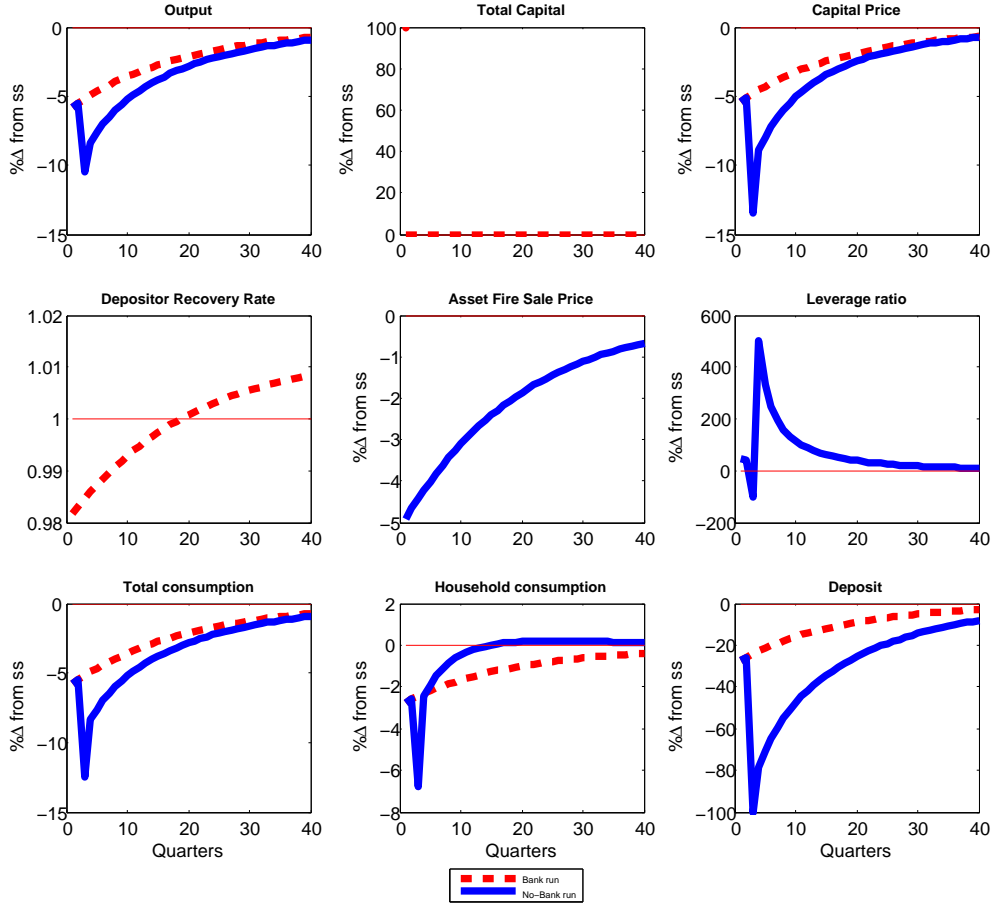 Output
Total Capital
Capital Price
%Δ from ss
0
−5
−10
−15
0 10 20 30 40
%Δ from ss
100
80
60
40
20
0
0 10 20 30 40
%Δ from ss
0
−5
−10
−15
0 10 20 30 40
Depositor Recovery Rate
Asset Fire Sale Price
Leverage ratio
1.02
1.01
1
0.99
0.98
0 10 20 30 40
%Δ from ss
0
−1
−2
−3
−4
−5
0 10 20 30 40
%Δ from ss
600
400
200
0
−200
0 10 20 30 40
Total consumption
Household consumption
Deposit
%Δ from ss
0
−5
−10
−15
0 10 20 30 40
Quarters
%Δ from ss
2
0
−2
−4
−6
−8
0 10 20 30 40
Quarters
%Δ from ss
0
−20
−40
−60
−80
−100
0 10 20 30 40
Quarters
Bank run
No−Bank run